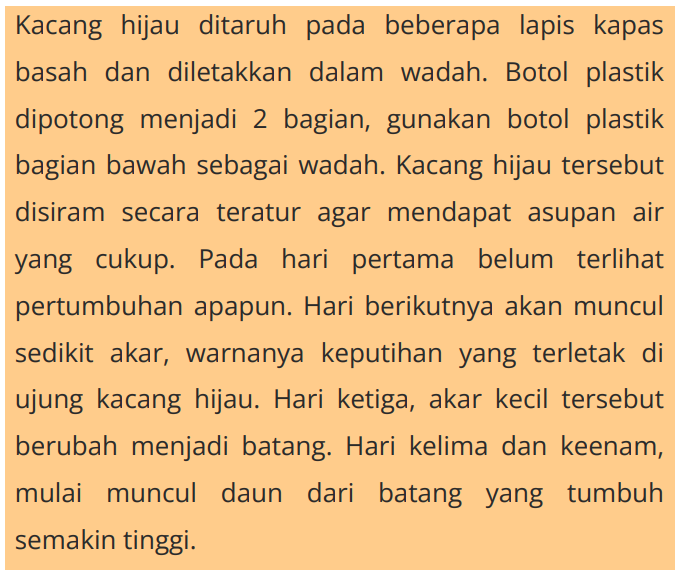 Kacang hijau ditaruh pada beberapa lapis kapas
basah dan diletakkan dalam wadah. Botol plastik
dipotong menjadi 2 bagian, gunakan botol plastik
bagian bawah sebagai wadah. Kacang hijau tersebut
disiram secara teratur agar mendapat asupan air
yang cukup. Pada hari pertama belum terlihat
pertumbuhan apapun. Hari berikutnya akan muncul
sedikit akar, warnanya keputihan yang terletak di
ujung kacang hijau. Hari ketiga, akar kecil tersebut
berubah menjadi batang. Hari kelima dan keenam,
mulai muncul daun dari batang yang tumbuh
semakin tinggi.